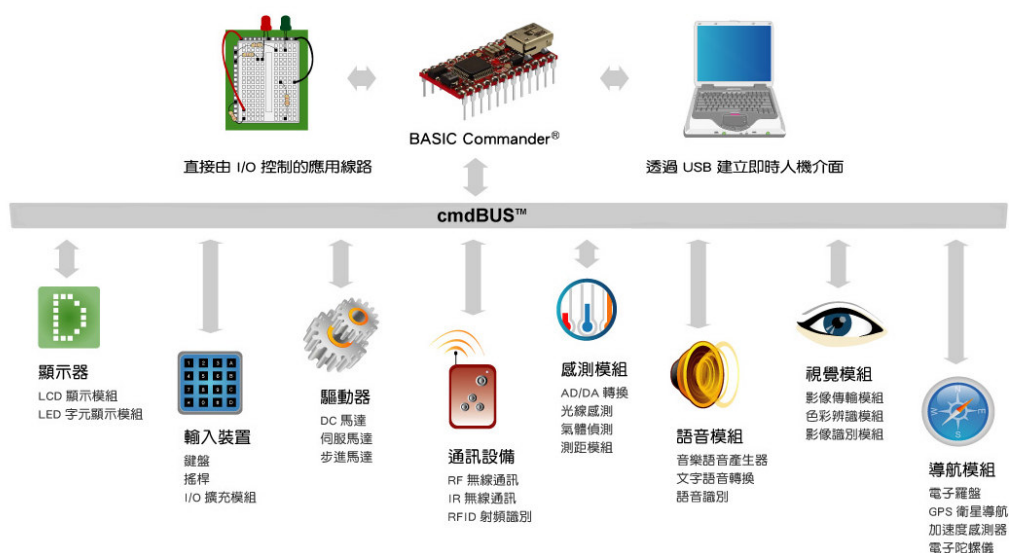 BASIC Commander®
直接由 I/O 控制的應用線路
透過 USB 建立即時人機介面
cmdBUS™
顯示器
LCD 顯示模組
LED 字元顯示模組
輸入裝置
鍵盤
搖桿
I/O 擴充模組
驅動器
DC 馬達
伺服馬達
步進馬達
通訊設備
RF 無線通訊
IR 無線通訊
RFID 射頻識別
感測模組
AD/DA 轉換
光線感測
氣體偵測
測距模組
語音模組
音樂語音產生器
文字語音轉換
語音識別
視覺模組
影像傳輸模組
色彩辨識模組
影像識別模組
N
W
E
S
導航模組
電子羅盤
GPS 衛星導航
加速度感測器
電子陀螺儀